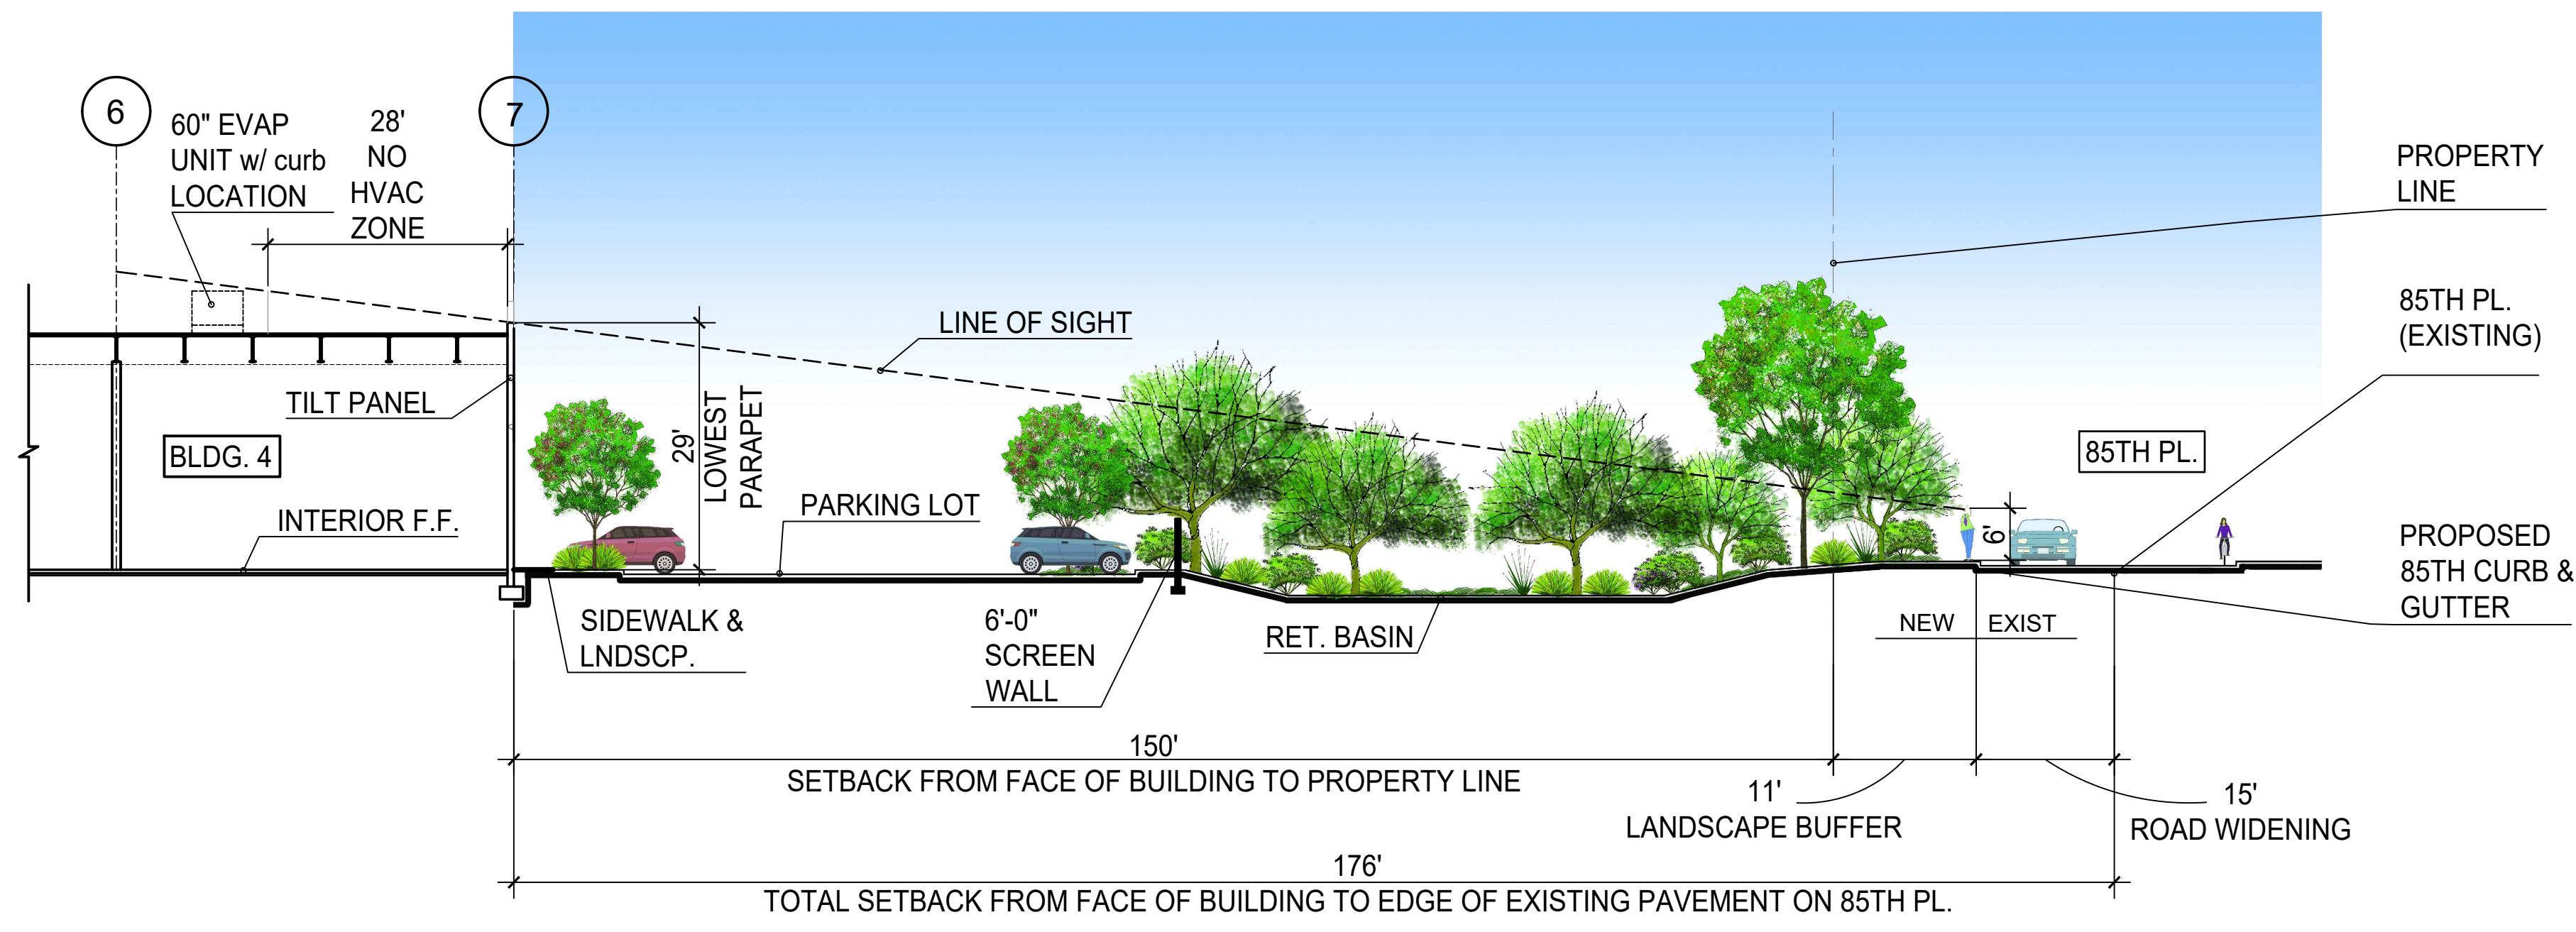 6
60" EVAP
UNIT w/ curb
LOCATION
28'
NO
HVAC
ZONE
7
PROPERTY
LINE
85TH PL.
(EXISTING)
LINE OF SIGHT
TILT PANEL
29'
LOWEST
PARAPET
BLDG. 4
85TH PL.
INTERIOR F.F.
PARKING LOT
6'
PROPOSED
85TH CURB &
GUTTER
SIDEWALK &
LNDSCP.
6'-0"
SCREEN
WALL
RET. BASIN
NEW
EXIST
150'
SETBACK FROM FACE OF BUILDING TO PROPERTY LINE
11'
LANDSCAPE BUFFER
15'
ROAD WIDENING
176'
TOTAL SETBACK FROM FACE OF BUILDING TO EDGE OF EXISTING PAVEMENT ON 85TH PL.